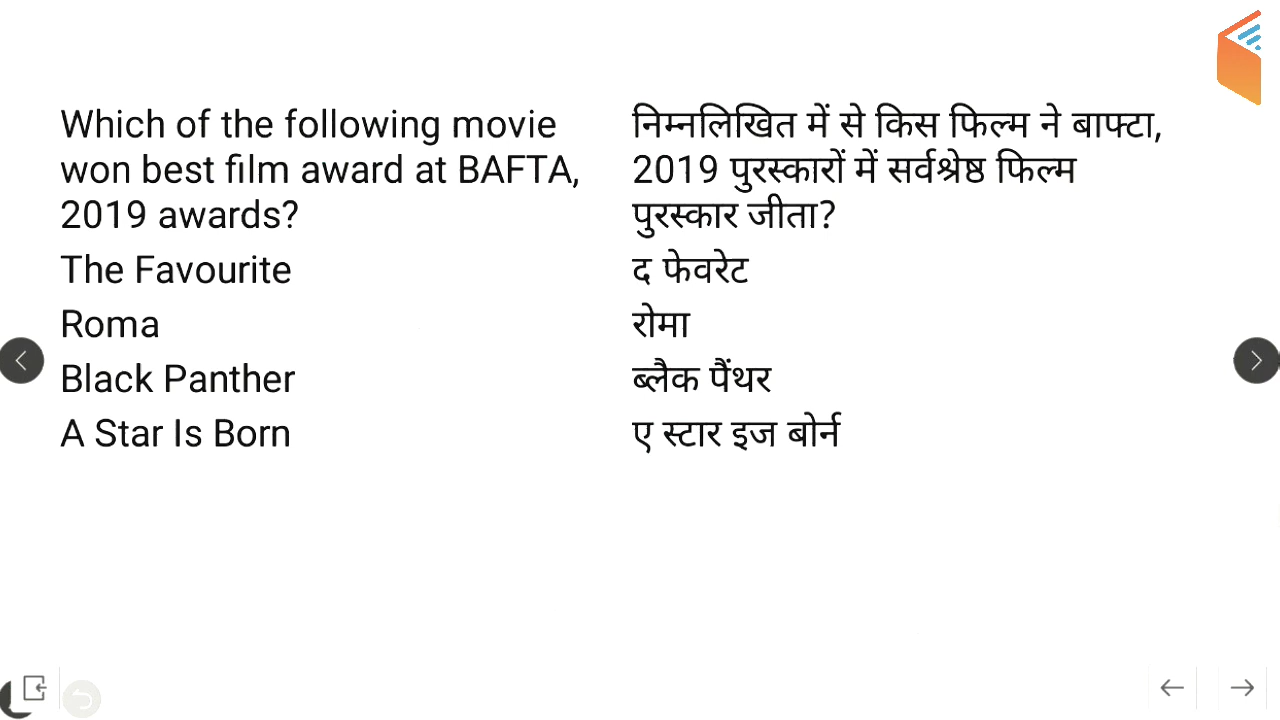 Which of the following movie
won best film award at BAFTA,
2019 awards?
The Favourite
Roma
Black Panther
A Star Is Born
निम्नलिखित में से किस फिल्म ने बाफ्टा,
2019 पुरस्कारों में सर्वश्रेष्ठ फिल्म
पुरस्कार जीता?
द फेवरेट
रोमा
ब्लैक पैंथर
ए स्टार इज बोर्न